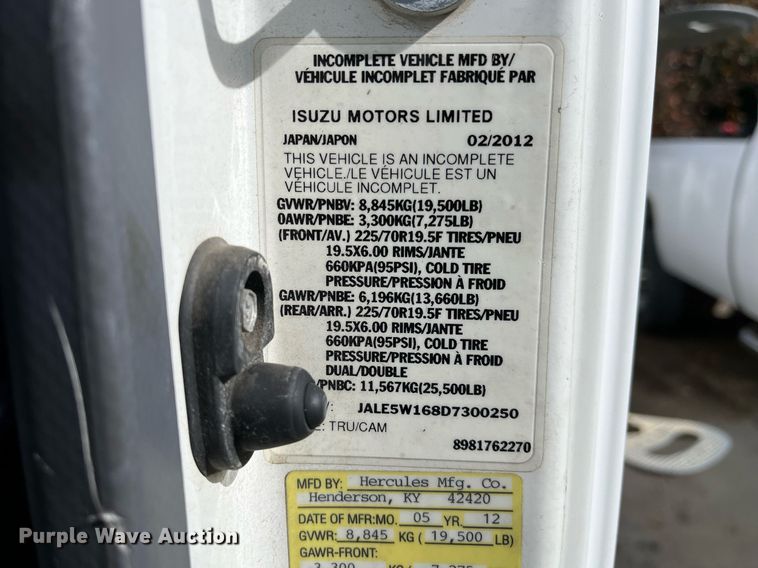 INCOMPLETE VEHICLE MFD BY/
VÉHICULE INCOMPLET FABRIQUÉ PAR
ISUZU MOTORS LIMITED
JAPAN/JAPON 02/2012
THIS VEHICLE IS AN INCOMPLETE
VEHICLE./LE VÉHICULE EST UN
VÉHICULE INCOMPLET.
GVWR/PNBV: 8,845KG(19,500LB)
0AWR/PNBE: 3,300KG(7,275LB)
(FRONT/AV.) 225/70R19.5F TIRES/PNEU
19.5X6.00 RIMS/JANTE
660KPA(95PSI), COLD TIRE
PRESSURE/PRESSION À FROID
GAWR/PNBE: 6,196KG(13,660LB)
(REAR/ARR.) 225/70R19.5F TIRES/PNEU
19.5X6.00 RIMS/JANTE
660KPA(95PSI), COLD TIRE
PRESSURE/PRESSION À FROID
DUAL/DOUBLE
/PNBC: 11,567KG(25,500LB)
: JALE5W168D7300250
: TRU/CAM
8981762270
MFD BY: Hercules Mfg. Co.
Henderson, KY 42420
DATE OF MFR: MO. 05 YR. 12
GVWR: 8,845 KG ( 19,500 LB)
GAWR-FRONT:
3,300 KG ( 7,275
Purple Wave Auction